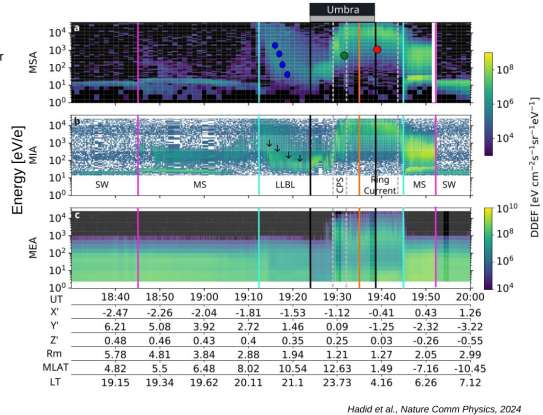 Umbra
r
a
MSA
10⁴
10³
10²
10¹
10⁰
b
MIA
10⁴
10³
10²
10¹
10⁰
SW MS LLBL CPS Ring Current MS SW
c
MEA
10⁴
10³
10²
10¹
10⁰
Energy [eV/e]
10⁸
10⁶
10⁴
10¹⁰
10⁸
10⁶
10⁴
DDEF [eV cm⁻²s⁻¹sr⁻¹eV⁻¹]
UT 18:40 18:50 19:00 19:10 19:20 19:30 19:40 19:50 20:00
X' -2.47 -2.26 -2.04 -1.81 -1.53 -1.12 -0.41 0.43 1.26
Y' 6.21 5.08 3.92 2.72 1.46 0.09 -1.25 -2.32 -3.22
Z' 0.48 0.46 0.43 0.4 0.35 0.25 0.03 -0.26 -0.55
Rm 5.78 4.81 3.84 2.88 1.94 1.21 1.27 2.05 2.99
MLAT 4.82 5.5 6.48 8.02 10.54 12.63 1.49 -7.16 -10.45
LT 19.15 19.34 19.62 20.11 21.1 23.73 4.16 6.26 7.12
Hadid et al., Nature Comm Physics, 2024